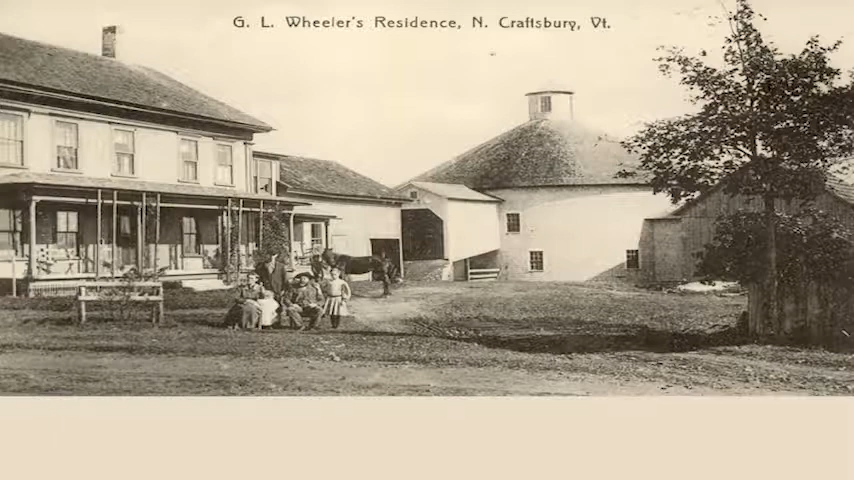 G. L. Wheeler's Residence, N. Craftsbury, Vt.